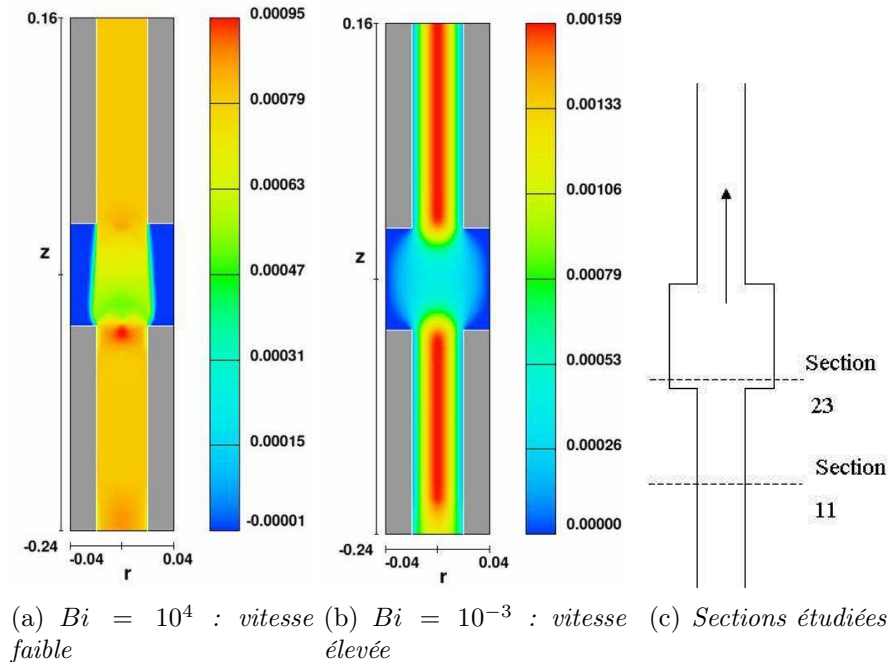 0.16
z
-0.24
-0.04
0.04
r
0.00095
0.00079
0.00063
0.00047
0.00031
0.00015
-0.00001
0.16
z
-0.24
-0.04
0.04
r
0.00159
0.00133
0.00106
0.00079
0.00053
0.00026
0.00000
Section
23
Section
11
(a) Bi = 10⁴ : vitesse
faible
(b) Bi = 10⁻³ : vitesse
élevée
(c) Sections étudiées